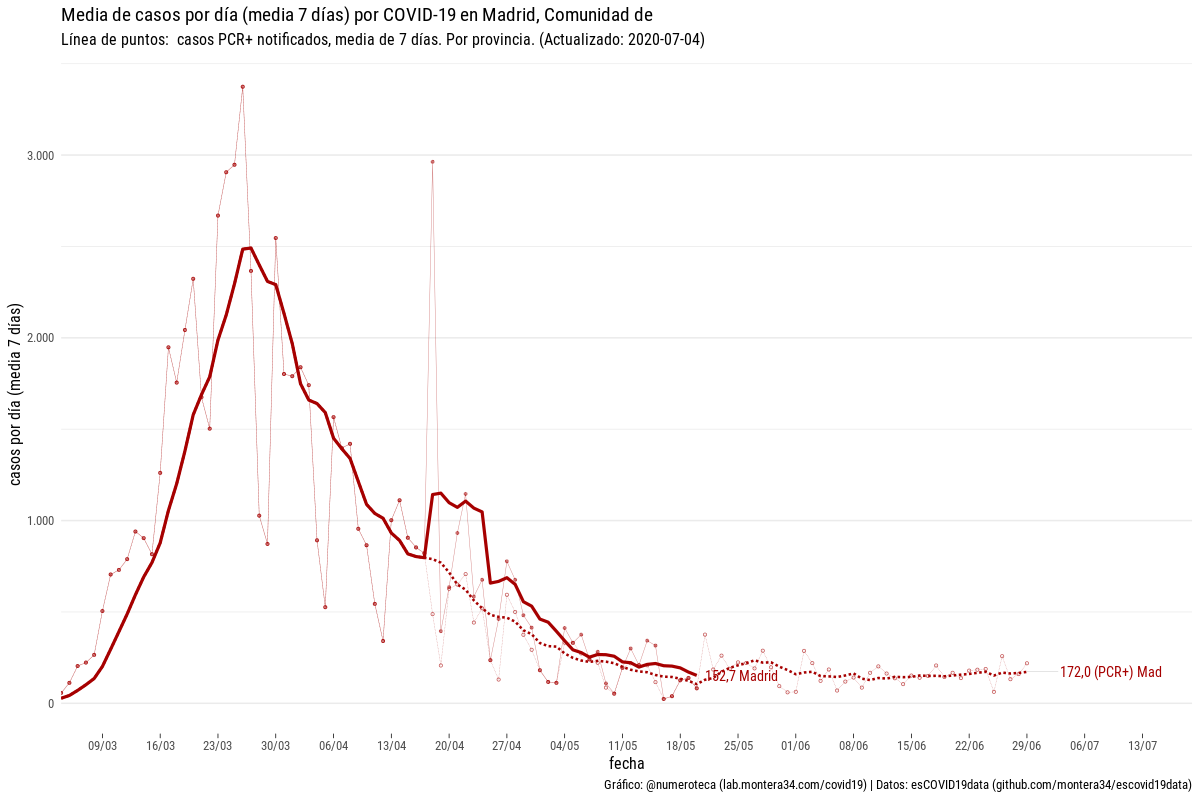 Media de casos por día (media 7 días) por COVID-19 en Madrid, Comunidad de
Línea de puntos:  casos PCR+ notificados, media de 7 días. Por provincia. (Actualizado: 2020-07-04)
casos por día (media 7 días)
3.000
2.000
1.000
0
152,7 Madrid
172,0 (PCR+) Mad
09/03 16/03 23/03 30/03 06/04 13/04 20/04 27/04 04/05 11/05 18/05 25/05 01/06 08/06 15/06 22/06 29/06 06/07 13/07
fecha
Gráfico: @numeroteca (lab.montera34.com/covid19) | Datos: esCOVID19data (github.com/montera34/escovid19data)